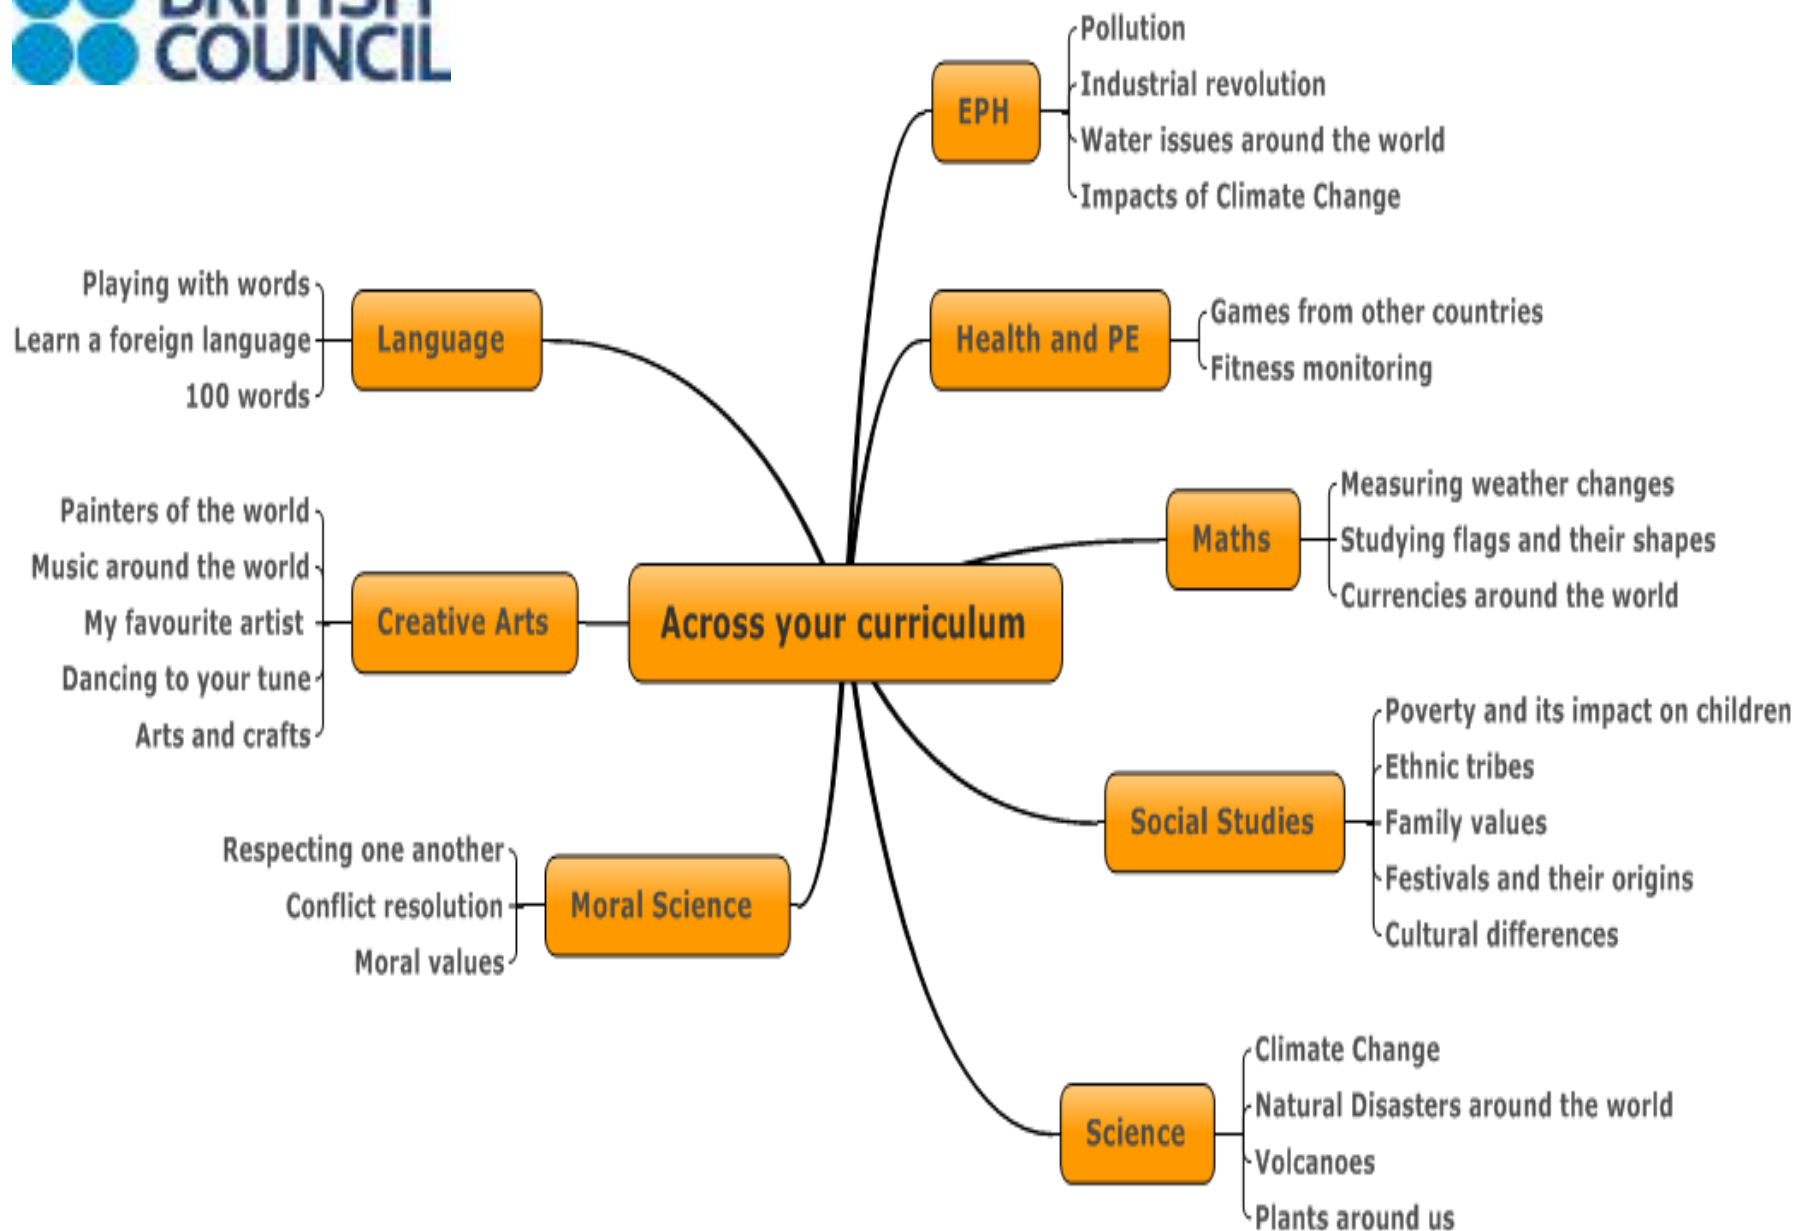 BRITISH
COUNCIL
EPH
Pollution
Industrial revolution
Water issues around the world
Impacts of Climate Change
Health and PE
Games from other countries
Fitness monitoring
Maths
Measuring weather changes
Studying flags and their shapes
Currencies around the world
Social Studies
Poverty and its impact on children
Ethnic tribes
Family values
Festivals and their origins
Cultural differences
Science
Climate Change
Natural Disasters around the world
Volcanoes
Plants around us
Across your curriculum
Language
Playing with words
Learn a foreign language
100 words
Creative Arts
Painters of the world
Music around the world
My favourite artist
Dancing to your tune
Arts and crafts
Moral Science
Respecting one another
Conflict resolution
Moral values